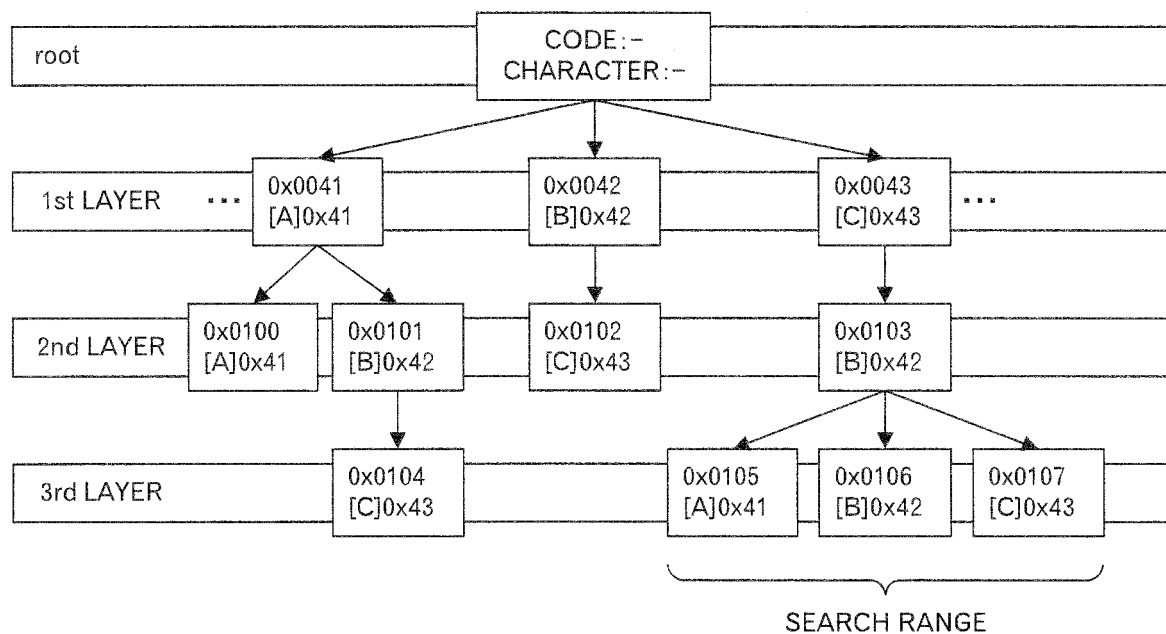 root
CODE:-
CHARACTER:-
1st LAYER
...
0x0041
[A]0x41
0x0042
[B]0x42
0x0043
[C]0x43
...
2nd LAYER
0x0100
[A]0x41
0x0101
[B]0x42
0x0102
[C]0x43
0x0103
[B]0x42
3rd LAYER
0x0104
[C]0x43
0x0105
[A]0x41
0x0106
[B]0x42
0x0107
[C]0x43
SEARCH RANGE